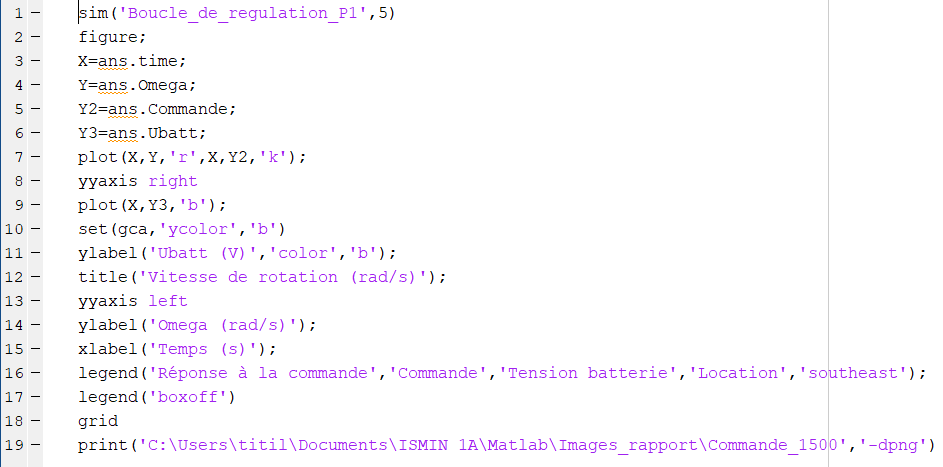 1 - sim('Boucle_de_regulation_P1',5)
2 - figure;
3 - X=ans.time;
4 - Y=ans.Omega;
5 - Y2=ans.Commande;
6 - Y3=ans.Ubatt;
7 - plot(X,Y,'r',X,Y2,'k');
8 - yyaxis right
9 - plot(X,Y3,'b');
10 - set(gca,'ycolor','b')
11 - ylabel('Ubatt (V)','color','b');
12 - title('Vitesse de rotation (rad/s)');
13 - yyaxis left
14 - ylabel('Omega (rad/s)');
15 - xlabel('Temps (s)');
16 - legend('Réponse à la commande','Commande','Tension batterie','Location','southeast');
17 - legend('boxoff')
18 - grid
19 - print('C:\Users\titil\Documents\ISMIN 1A\Matlab\Images_rapport\Commande_1500','-dpng')